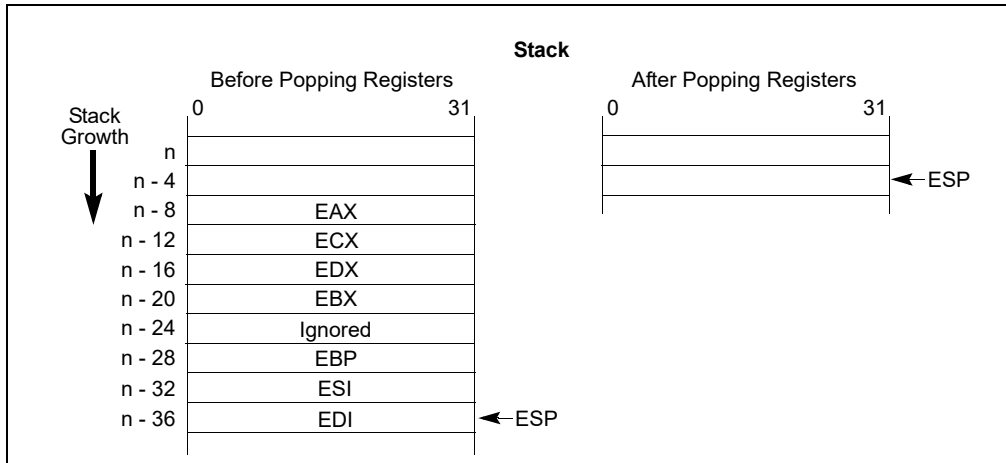 Stack
Before Popping Registers
After Popping Registers
0 31
0 31
Stack
Growth
n
n - 4
ESP
n - 8 EAX
n - 12 ECX
n - 16 EDX
n - 20 EBX
n - 24 Ignored
n - 28 EBP
n - 32 ESI
n - 36 EDI ESP